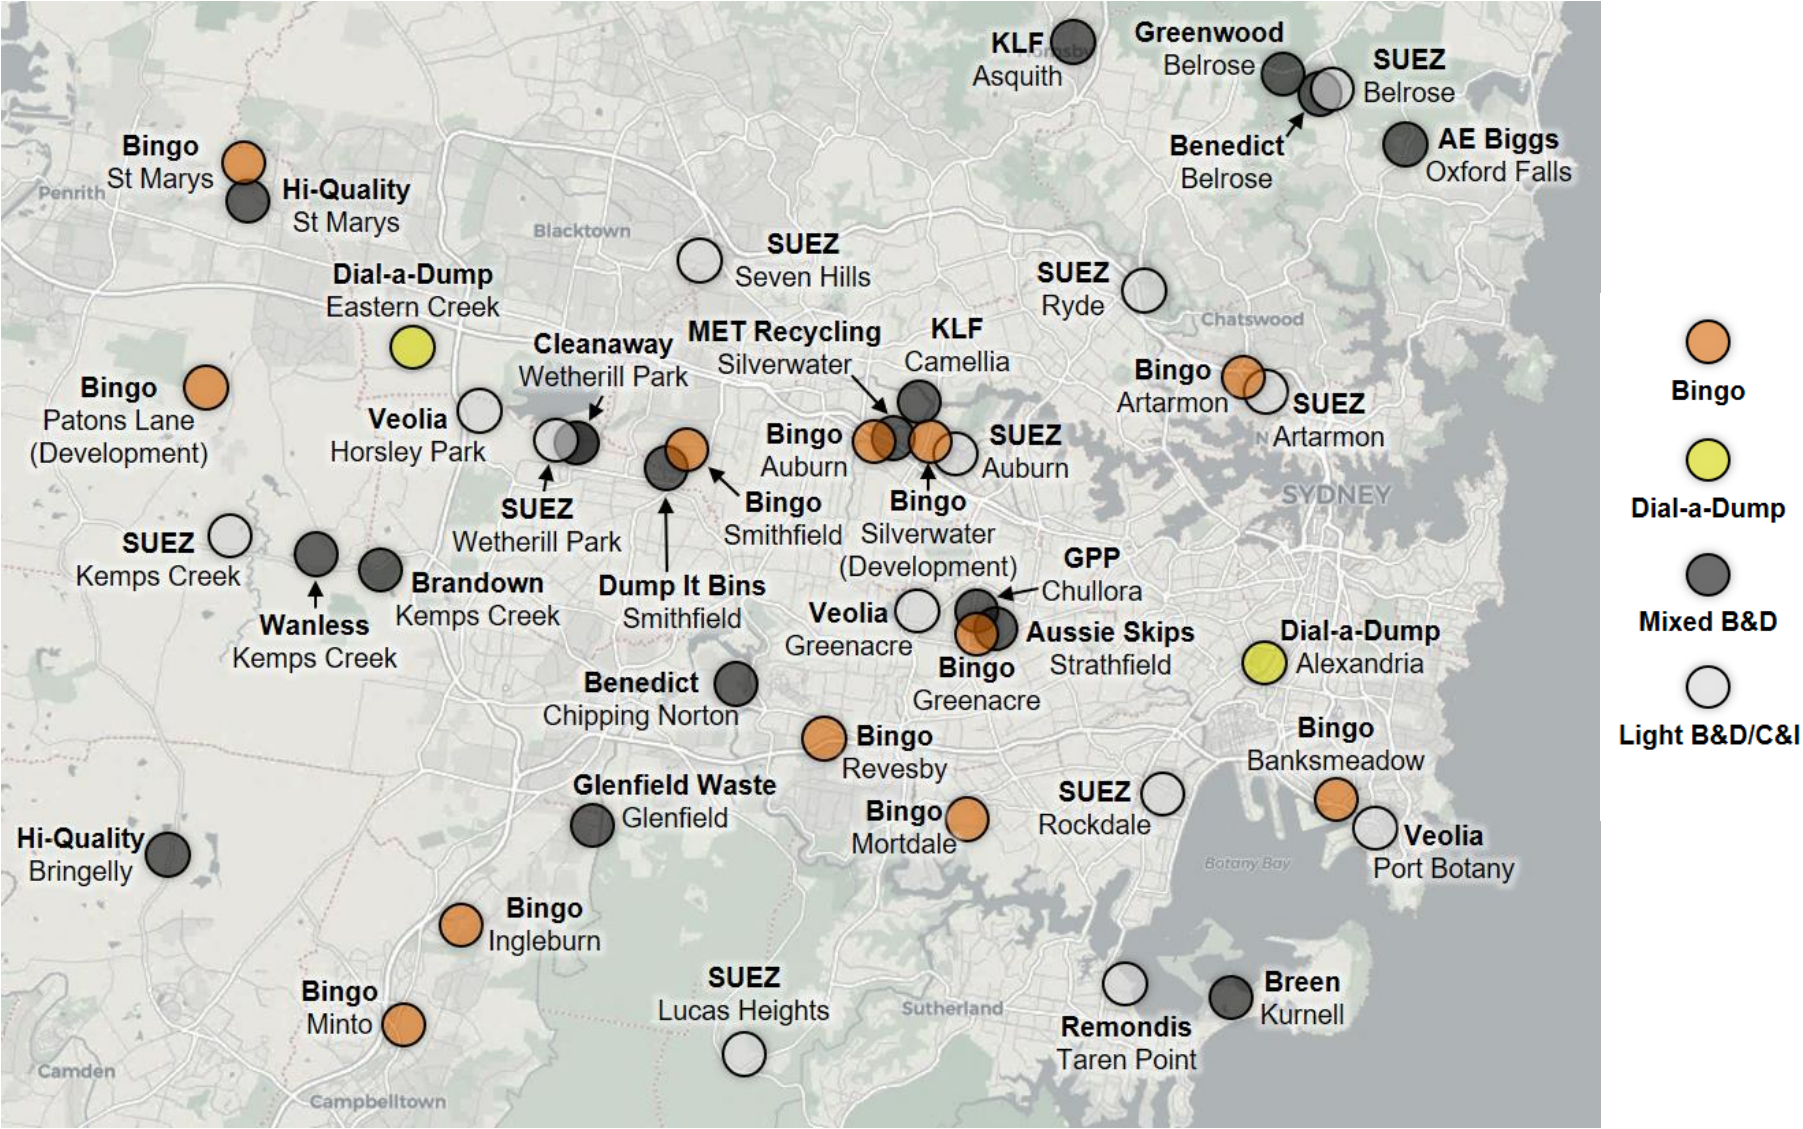 KLF
Asquith
Hornsby
Greenwood
Belrose
SUEZ
Belrose
Benedict
Belrose
AE Biggs
Oxford Falls
Bingo
St Marys
Penrith
Hi-Quality
St Marys
Blacktown
SUEZ
Seven Hills
Dial-a-Dump
Eastern Creek
SUEZ
Ryde
Chatswood
Cleanaway
Wetherill Park
MET Recycling
Silverwater
KLF
Camellia
Bingo
Patons Lane
(Development)
Veolia
Horsley Park
Bingo
Artarmon
SUEZ
Artarmon
Bingo
Auburn
SUEZ
Auburn
SUEZ
Wetherill Park
Bingo
Smithfield
Bingo
Silverwater
(Development)
SYDNEY
SUEZ
Kemps Creek
Wanless
Kemps Creek
Brandown
Kemps Creek
Dump It Bins
Smithfield
GPP
Chullora
Veolia
Greenacre
Aussie Skips
Strathfield
Bingo
Greenacre
Dial-a-Dump
Alexandria
Benedict
Chipping Norton
Bingo
Revesby
Bingo
Banksmeadow
Glenfield Waste
Glenfield
Bingo
Mortdale
SUEZ
Rockdale
Veolia
Port Botany
Botany Bay
Hi-Quality
Bringelly
Bingo
Ingleburn
Bingo
Minto
SUEZ
Lucas Heights
Sutherland
Remondis
Taren Point
Breen
Kurnell
Camden
Campbelltown
Bingo
Dial-a-Dump
Mixed B&D
Light B&D/C&I